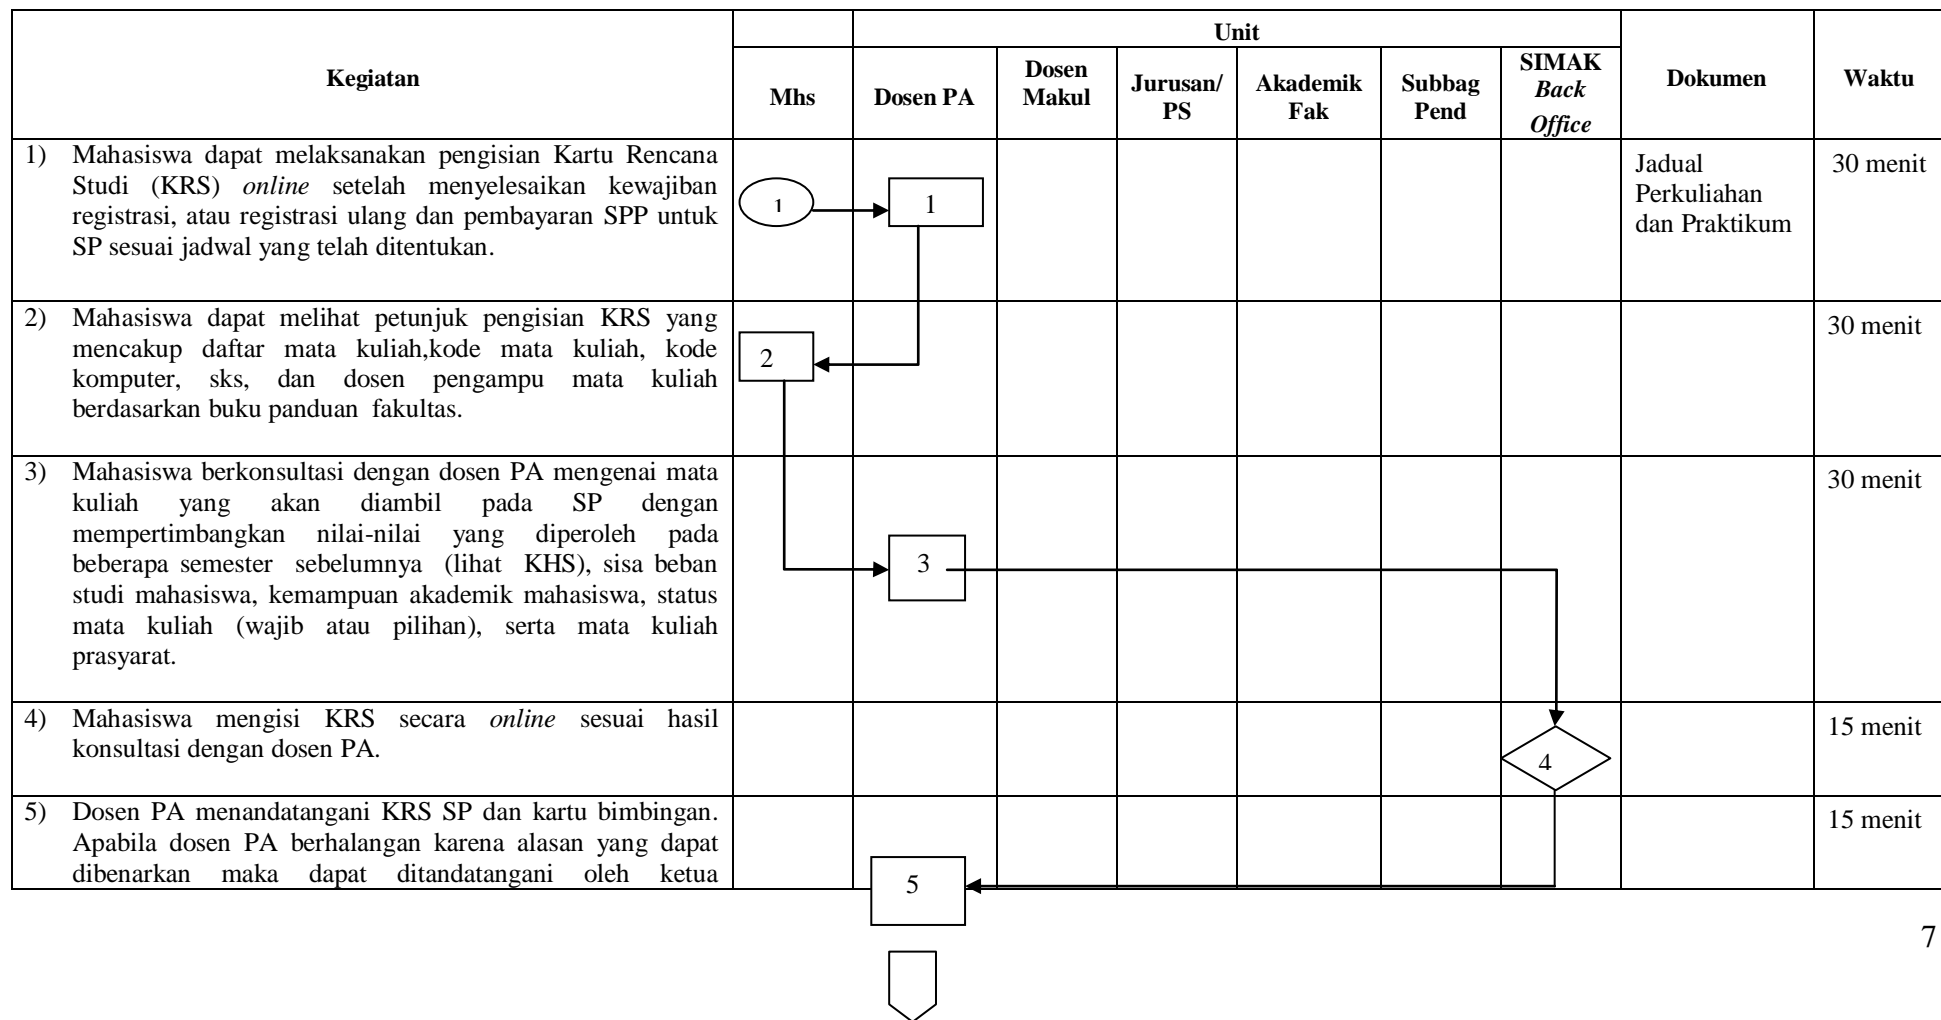 Kegiatan
Unit
Mhs
Dosen PA
Dosen
Makul
Jurusan/
PS
Akademik
Fak
Subbag
Pend
SIMAK
Back
Office
Dokumen
Waktu
1) Mahasiswa dapat melaksanakan pengisian Kartu Rencana
Studi (KRS) online setelah menyelesaikan kewajiban
registrasi, atau registrasi ulang dan pembayaran SPP untuk
SP sesuai jadwal yang telah ditentukan.
1
1
Jadual
Perkuliahan
dan Praktikum
30 menit
2) Mahasiswa dapat melihat petunjuk pengisian KRS yang
mencakup daftar mata kuliah,kode mata kuliah, kode
komputer, sks, dan dosen pengampu mata kuliah
berdasarkan buku panduan fakultas.
2
30 menit
3) Mahasiswa berkonsultasi dengan dosen PA mengenai mata
kuliah yang akan diambil pada SP dengan
mempertimbangkan nilai-nilai yang diperoleh pada
beberapa semester sebelumnya (lihat KHS), sisa beban
studi mahasiswa, kemampuan akademik mahasiswa, status
mata kuliah (wajib atau pilihan), serta mata kuliah
prasyarat.
3
30 menit
4) Mahasiswa mengisi KRS secara online sesuai hasil
konsultasi dengan dosen PA.
4
15 menit
5) Dosen PA menandatangani KRS SP dan kartu bimbingan.
Apabila dosen PA berhalangan karena alasan yang dapat
dibenarkan maka dapat ditandatangani oleh ketua
5
15 menit
7